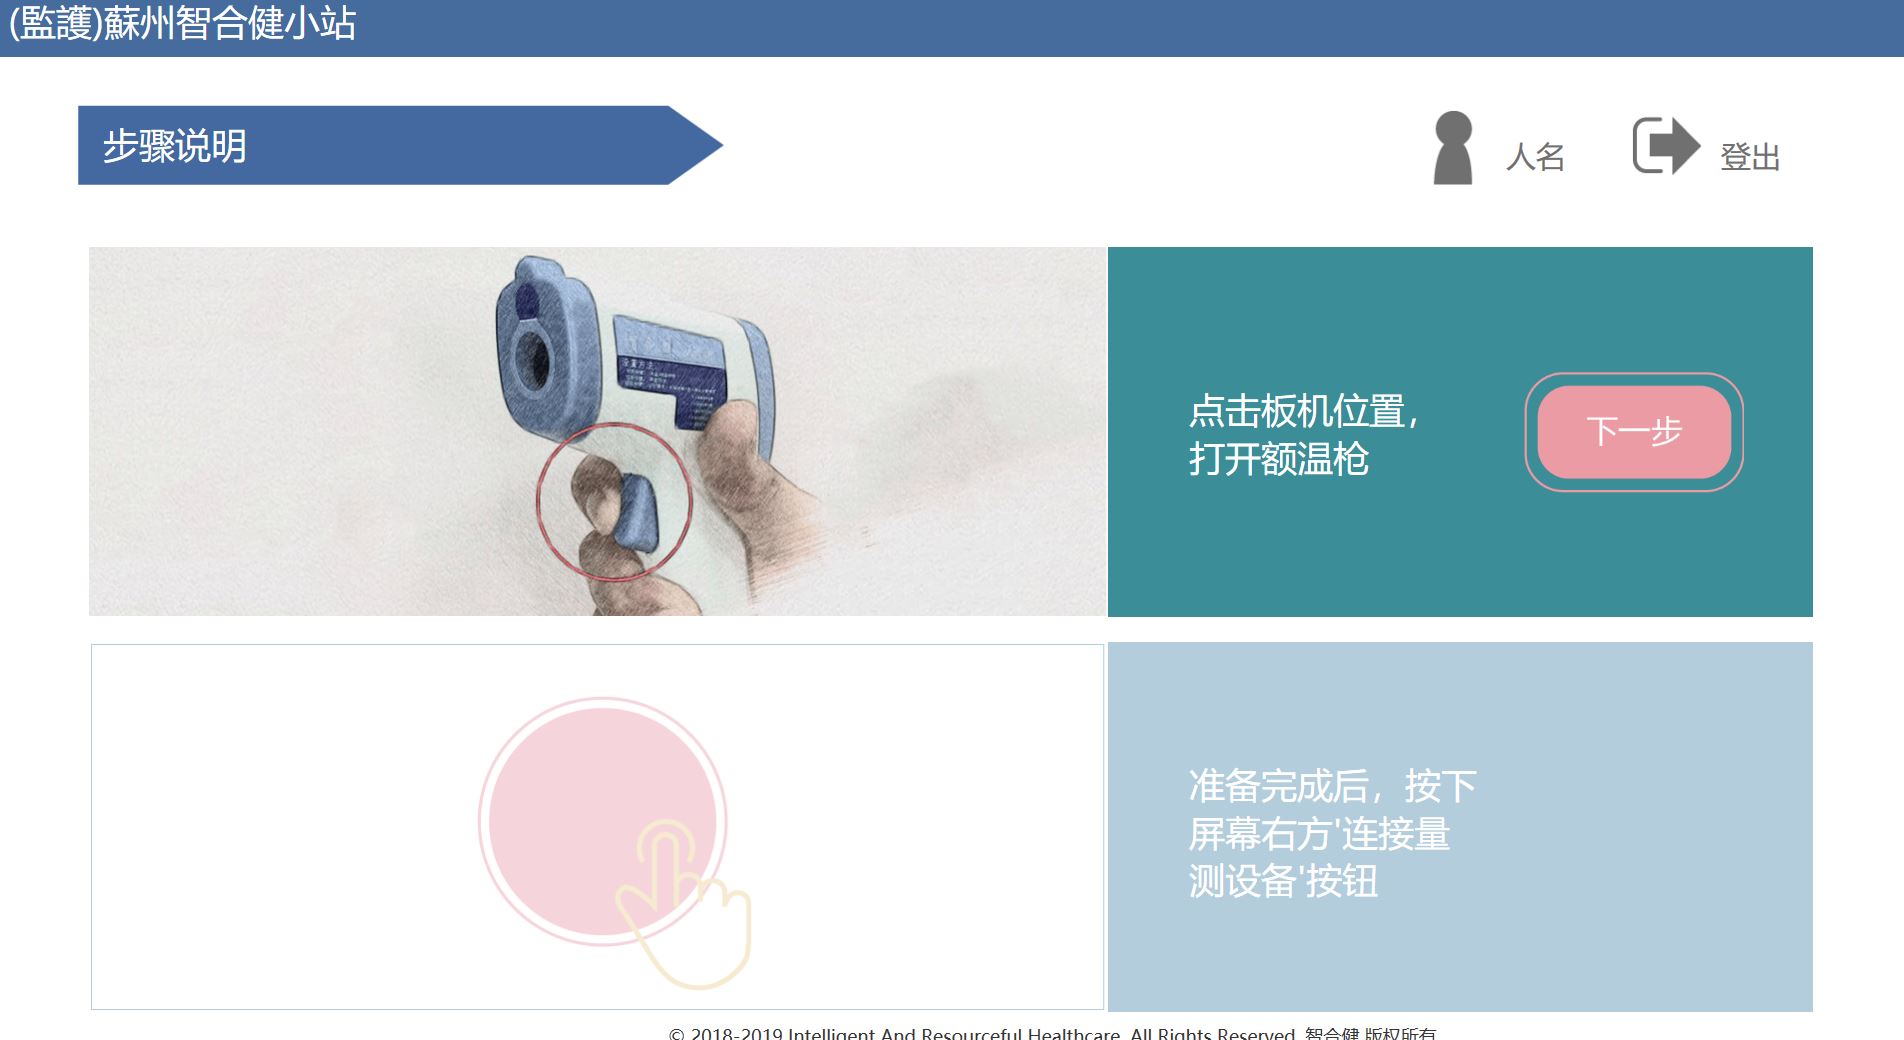 (監護)蘇州智合健小站
步骤说明
人名
登出
点击板机位置，
打开额温枪
下一步
准备完成后，按下
屏幕右方'连接量
测设备'按钮
© 2018-2019 Intelligent And Resourceful Healthcare. All Rights Reserved. 智合健 版权所有